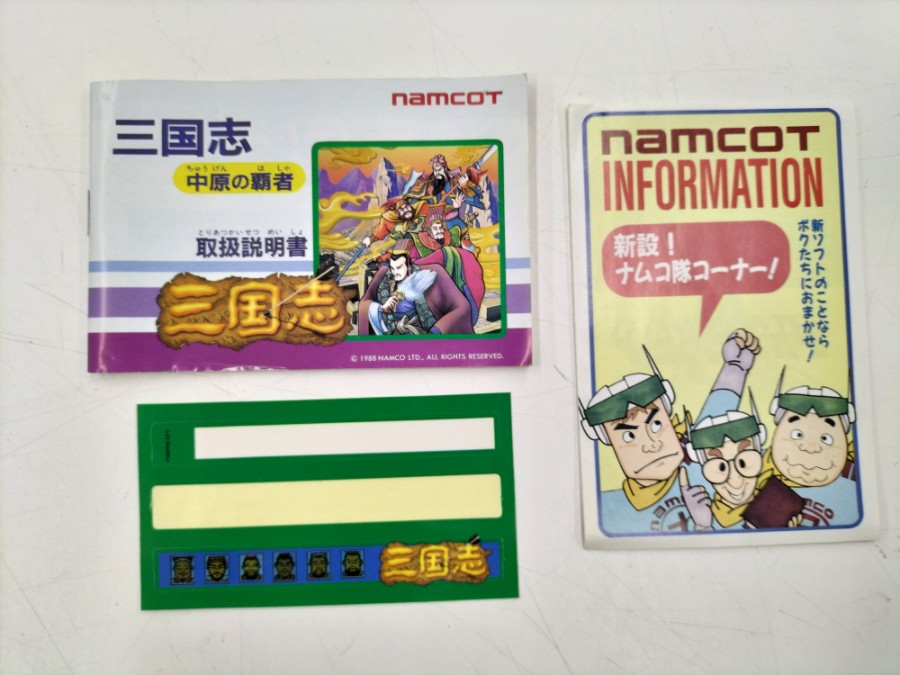 namcot
三国志
ちゅうげん はしゃ
中原の覇者
とりあつかいせつめいしょ
取扱説明書
三国志
© 1988 NAMCO LTD., ALL RIGHTS RESERVED.
namcot
三国志
namcot
INFORMATION
新設!
ナムコ隊コーナー!
新ソフトのことなら
ボクたちにおまかせ!
namco
namco